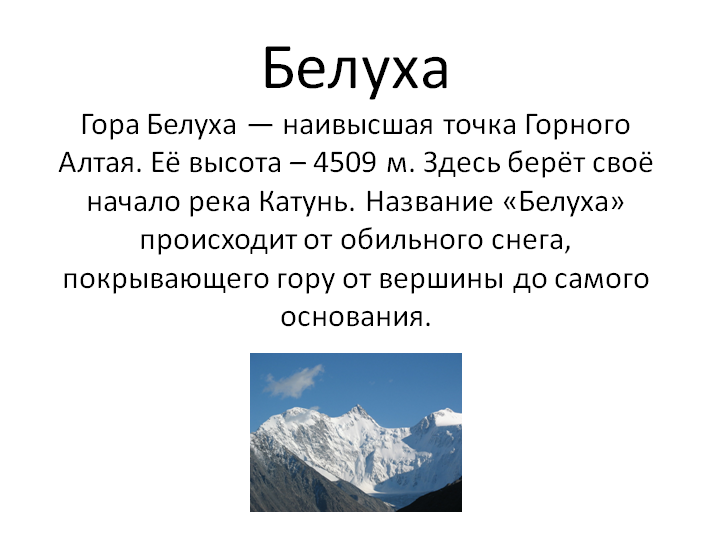 Белуха
Гора Белуха — наивысшая точка Горного
Алтая. Её высота – 4509 м. Здесь берёт своё
начало река Катунь. Название «Белуха»
происходит от обильного снега,
покрывающего гору от вершины до самого
основания.